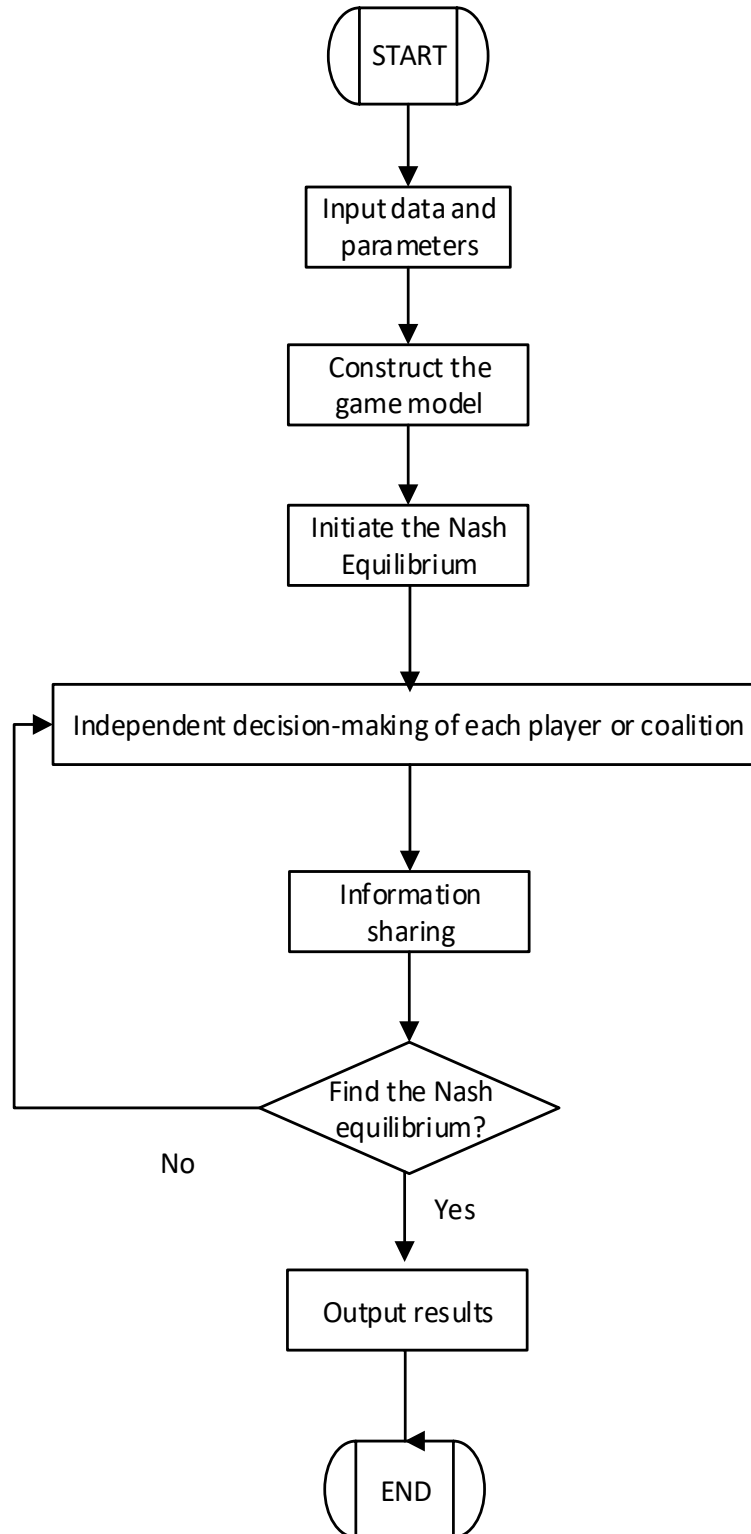 START
Input data and
parameters
Construct the
game model
Initiate the Nash
Equilibrium
Independent decision-making of each player or coalition
Information
sharing
Find the Nash
equilibrium?
No
Yes
Output results
END